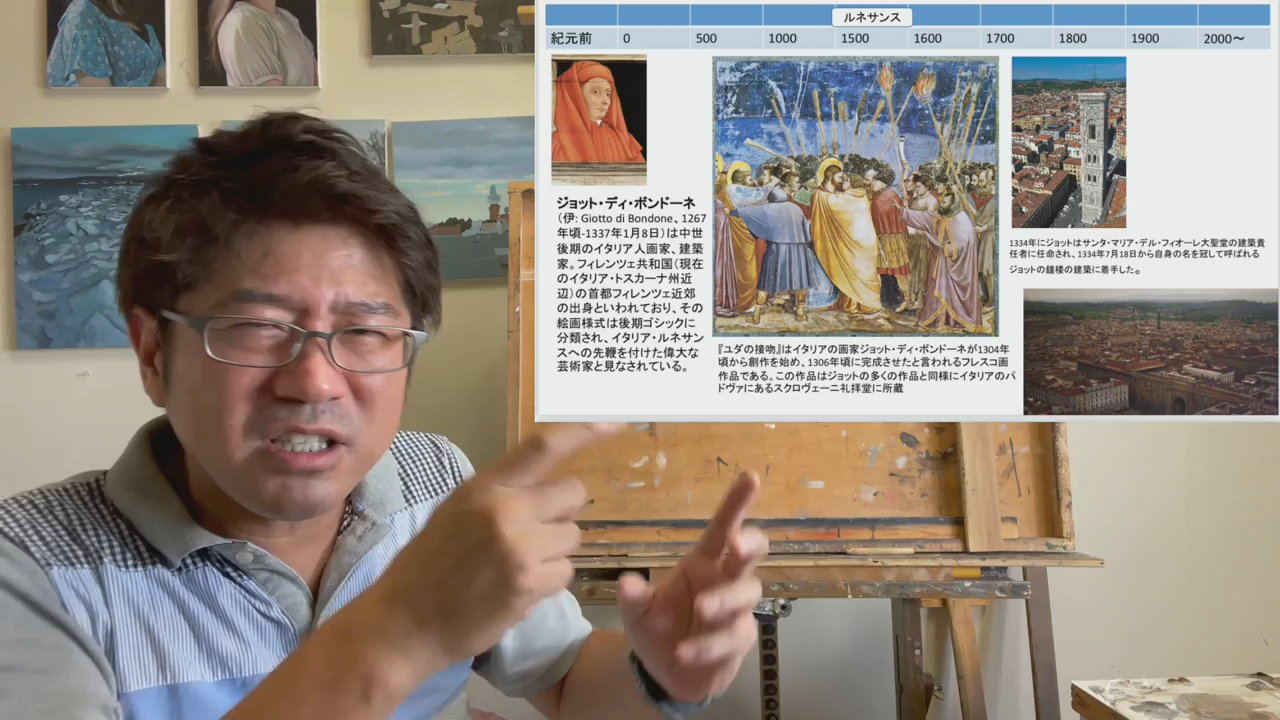 ルネサンス
紀元前 0 500 1000 1500 1600 1700 1800 1900 2000～
ジョット・ディ・ボンドーネ
（伊: Giotto di Bondone、1267
年頃-1337年1月8日）は中世
後期のイタリア人画家、建築
家。フィレンツェ共和国（現在
のイタリア・トスカーナ州近
辺）の首都フィレンツェ近郊
の出身といわれており、その
絵画様式は後期ゴシックに
分類され、イタリア・ルネサン
スへの先鞭を付けた偉大な
芸術家と見なされている。
『ユダの接吻』はイタリアの画家ジョット・ディ・ボンドーネが1304年
頃から創作を始め、1306年頃に完成させたと言われるフレスコ画
作品である。この作品はジョットの多くの作品と同様にイタリアのパ
ドヴァにあるスクロヴェーニ礼拝堂に所蔵
1334年にジョットはサンタ・マリア・デル・フィオーレ大聖堂の建築責
任者に任命され、1334年7月18日から自身の名を冠して呼ばれる
ジョットの鐘楼の建築に着手した。